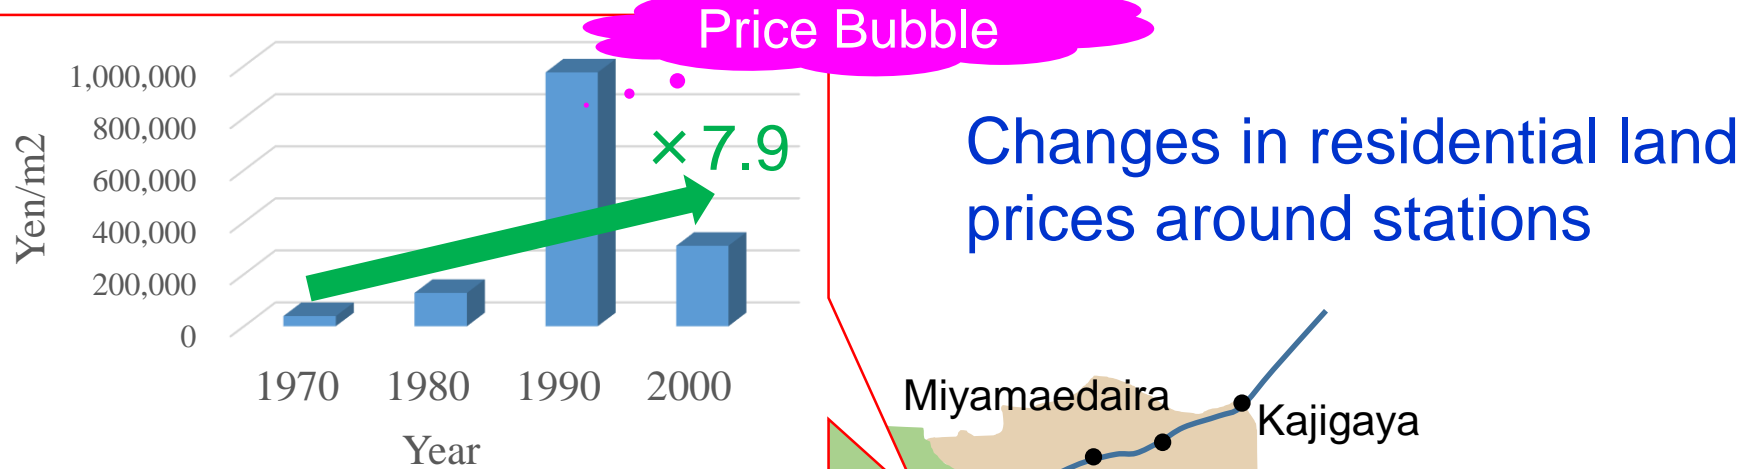 Price Bubble
1,000,000
800,000
600,000
400,000
200,000
0
Yen/m2
×7.9
1970 1980 1990 2000
Year
Changes in residential land
prices around stations
Miyamaedaira
Kajigaya